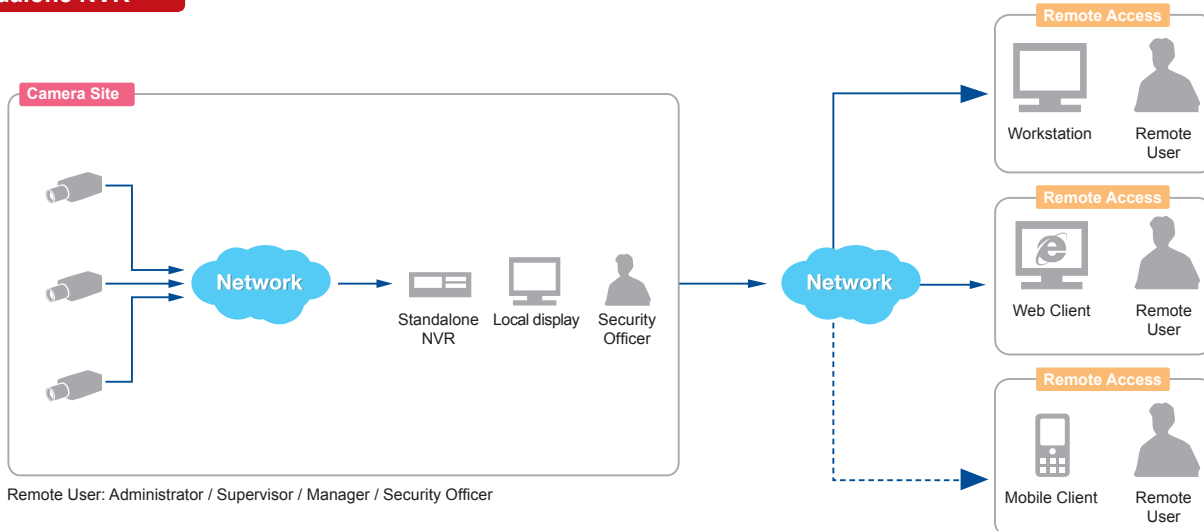 NVR
Camera Site
Network
Standalone
NVR
Local display
Security
Officer
Remote User: Administrator / Supervisor / Manager / Security Officer
Network
Remote Access
Workstation
Remote
User
Remote Access
Web Client
Remote
User
Remote Access
Mobile Client
Remote
User